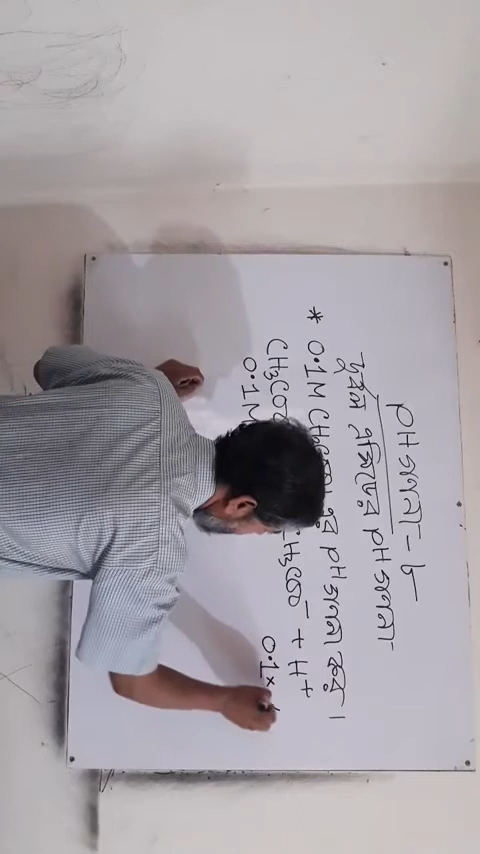 pH গণনা - ৮
দুর্বল এসিডের pH গণনা
* 0.1M CH₃COOH এর pH গণনা কর।
CH₃COO CH₃COO⁻ + H+
0.1M 0.1×